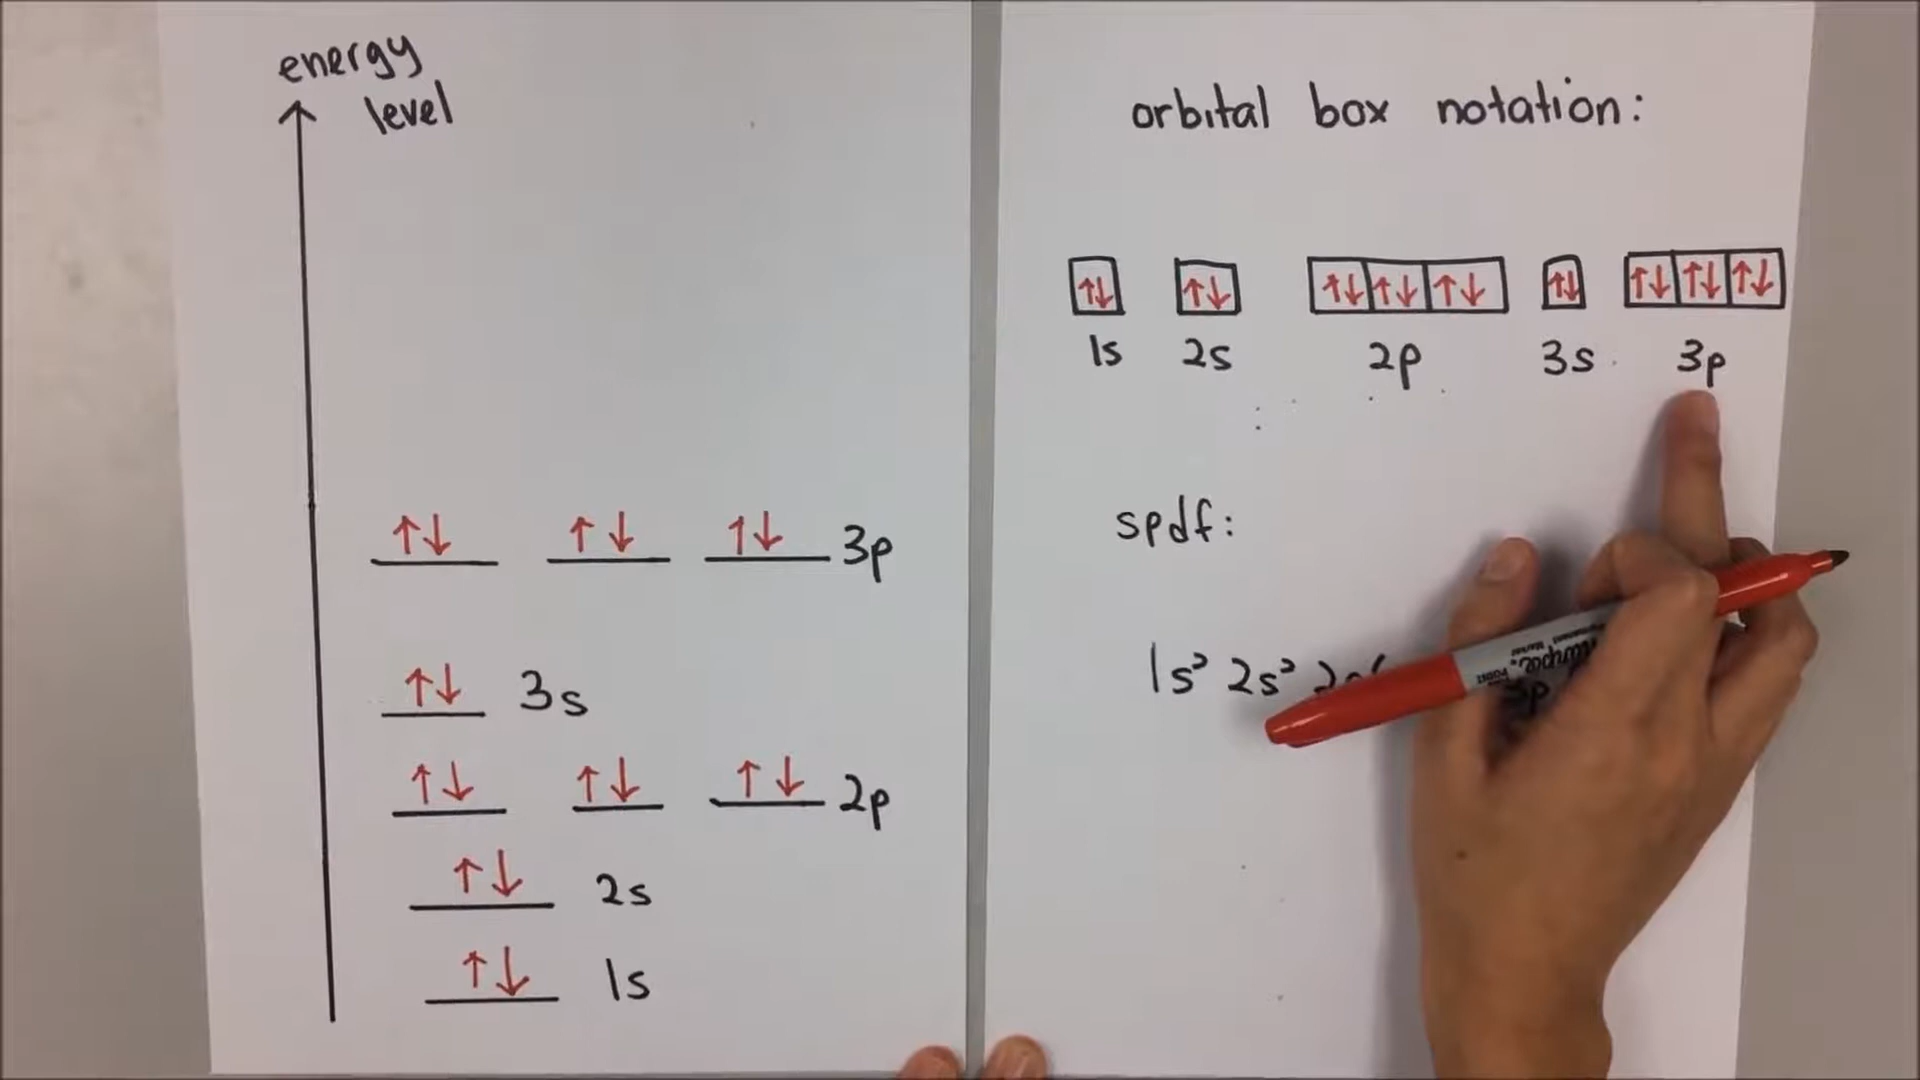 energy
level
↑↓ ↑↓ ↑↓ 3p
↑↓ 3s
↑↓ ↑↓ ↑↓ 2p
↑↓ 2s
↑↓ 1s
orbital box notation:
↑↓ ↑↓ ↑↓ ↑↓ ↑↓ ↑↓ ↑↓ ↑↓ ↑↓
1s 2s 2p 3s 3p
spdf:
1s² 2s²